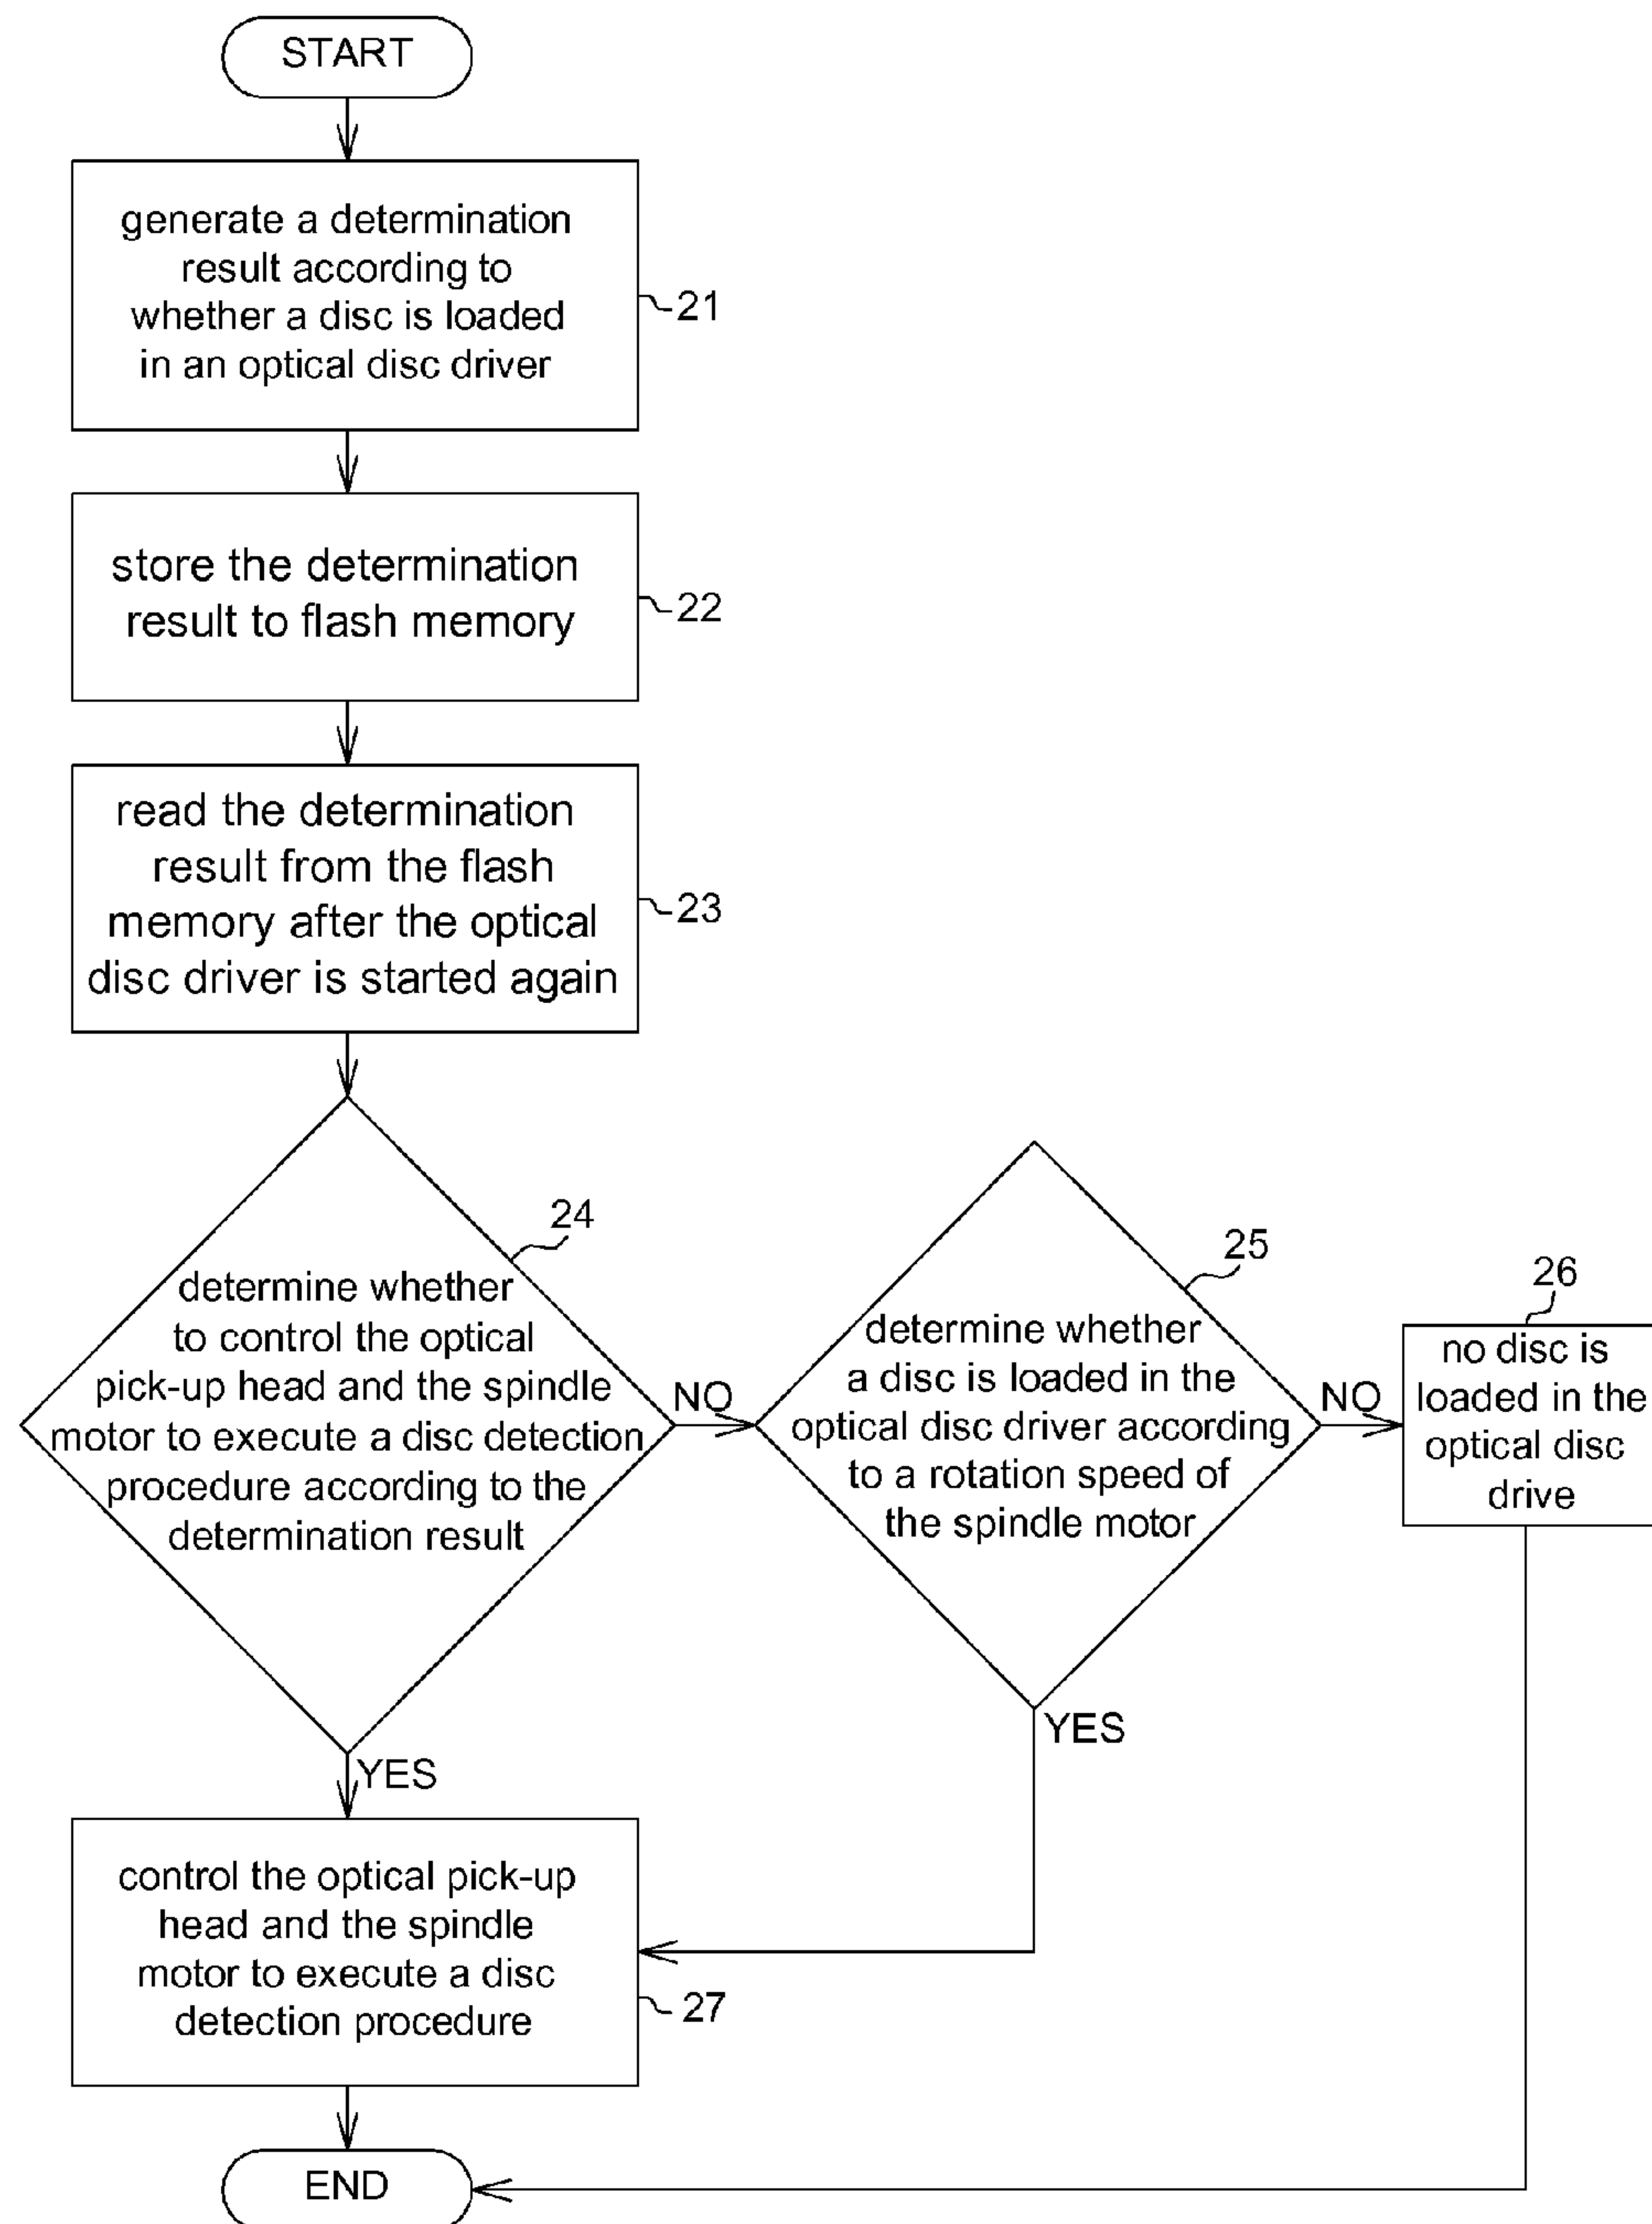 START
generate a determination
result according to
whether a disc is loaded
in an optical disc driver
21
store the determination
result to flash memory
22
read the determination
result from the flash
memory after the optical
disc driver is started again
23
24
determine whether
to control the optical
pick-up head and the spindle
motor to execute a disc detection
procedure according to the
determination result
NO
25
determine whether
a disc is loaded in the
optical disc driver according
to a rotation speed of
the spindle motor
NO
26
no disc is
loaded in the
optical disc
drive
YES
YES
control the optical pick-up
head and the spindle
motor to execute a disc
detection procedure
27
END